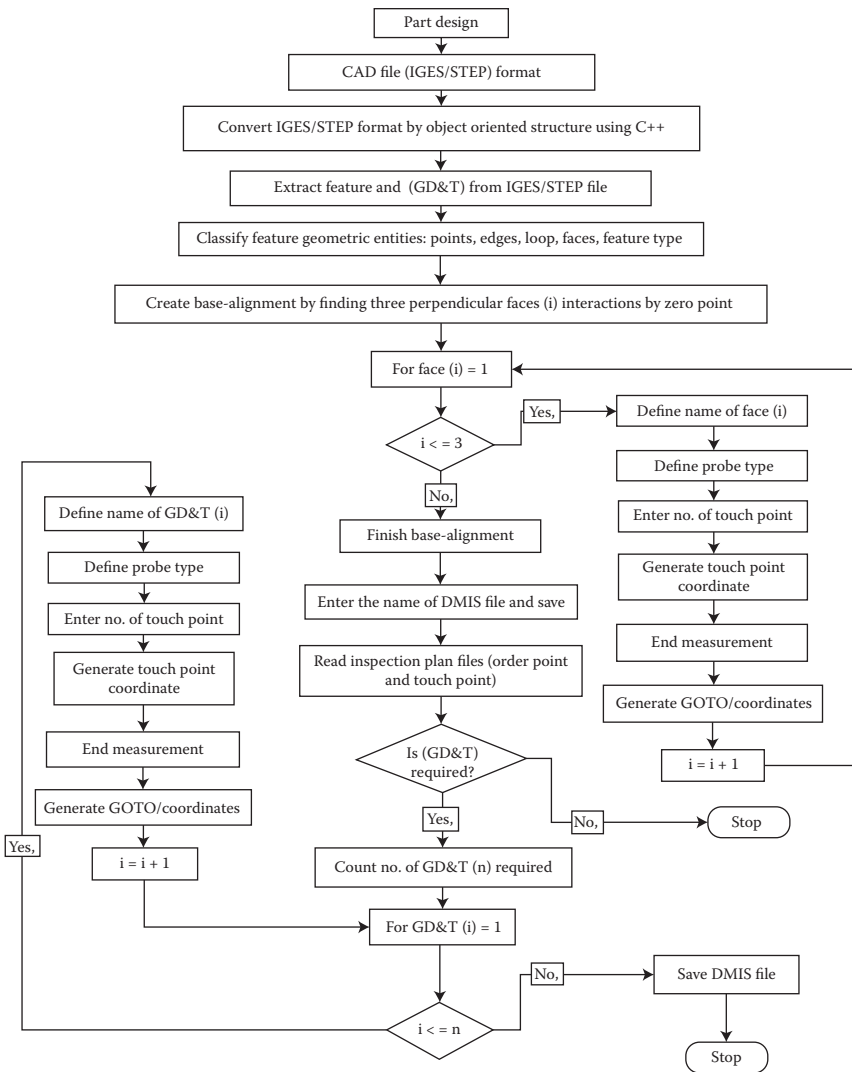 Part design
CAD file (IGES/STEP) format
Convert IGES/STEP format by object oriented structure using C++
Extract feature and (GD&T) from IGES/STEP file
Classify feature geometric entities: points, edges, loop, faces, feature type
Create base-alignment by finding three perpendicular faces (i) interactions by zero point
For face (i) = 1
i < = 3
Yes,
Define name of face (i)
Define probe type
Enter no. of touch point
Generate touch point
coordinate
End measurement
Generate GOTO/coordinates
i = i + 1
No,
Finish base-alignment
Enter the name of DMIS file and save
Read inspection plan files (order point
and touch point)
Is (GD&T)
required?
No,
Stop
Yes,
Count no. of GD&T (n) required
For GD&T (i) = 1
i < = n
Yes,
Define name of GD&T (i)
Define probe type
Enter no. of touch point
Generate touch point
coordinate
End measurement
Generate GOTO/coordinates
i = i + 1
No,
Save DMIS file
Stop